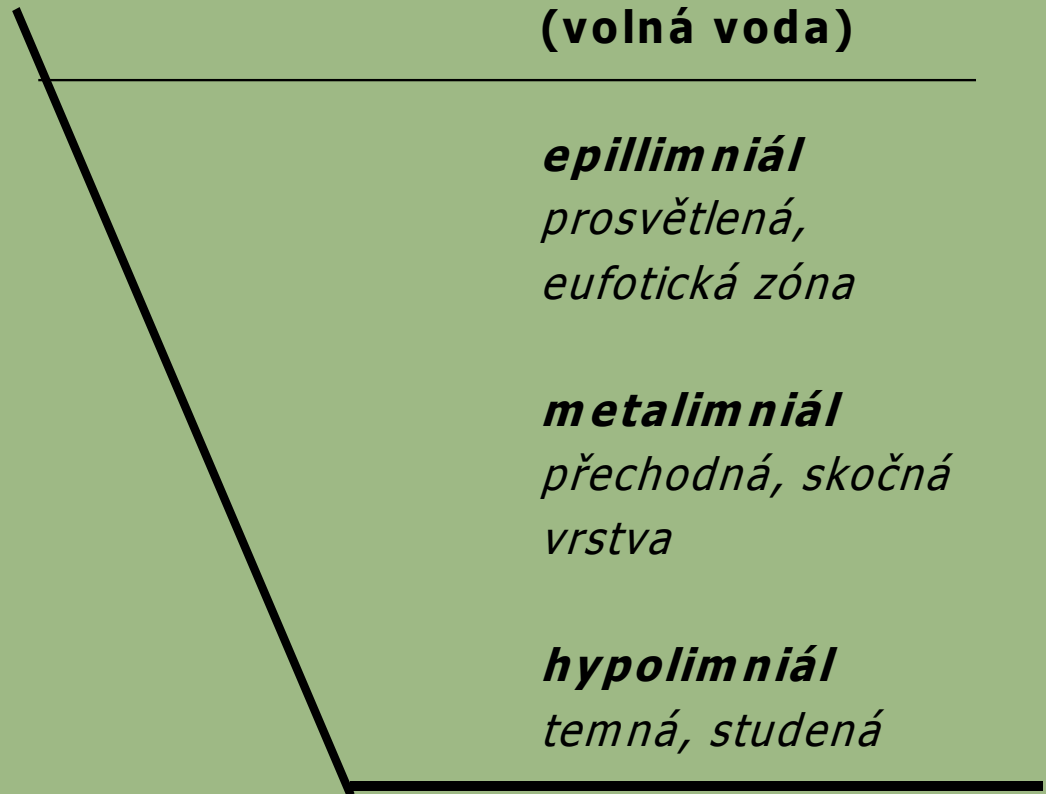 (volná voda)
epillimniál
prosvětlená,
eufotická zóna
metalimniál
přechodná, skočná
vrstva
hypolimniál
temná, studená